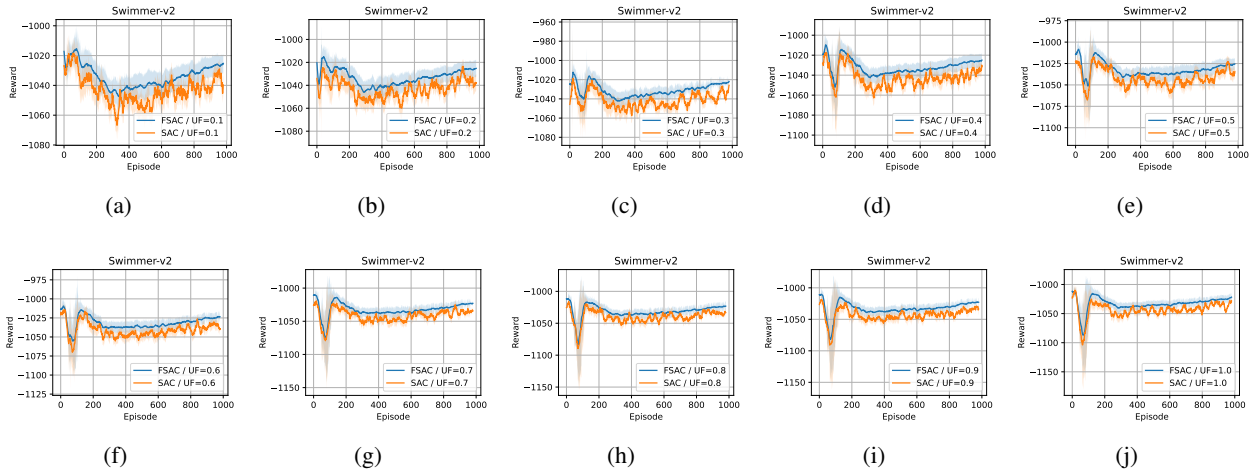 Swimmer-v2
−1000
−1020
−1040
−1060
−1080
Reward
0 200 400 600 800 1000
Episode
FSAC / UF=0.1
SAC / UF=0.1
(a)
Swimmer-v2
−1000
−1020
−1040
−1060
−1080
Reward
0 200 400 600 800 1000
Episode
FSAC / UF=0.2
SAC / UF=0.2
(b)
Swimmer-v2
−960
−980
−1000
−1020
−1040
−1060
−1080
Reward
0 200 400 600 800 1000
Episode
FSAC / UF=0.3
SAC / UF=0.3
(c)
Swimmer-v2
−1000
−1020
−1040
−1060
−1080
−1100
Reward
0 200 400 600 800 1000
Episode
FSAC / UF=0.4
SAC / UF=0.4
(d)
Swimmer-v2
−975
−1000
−1025
−1050
−1075
−1100
Reward
0 200 400 600 800 1000
Episode
FSAC / UF=0.5
SAC / UF=0.5
(e)
Swimmer-v2
−975
−1000
−1025
−1050
−1075
−1100
−1125
Reward
0 200 400 600 800 1000
Episode
FSAC / UF=0.6
SAC / UF=0.6
(f)
Swimmer-v2
−1000
−1050
−1100
−1150
Reward
0 200 400 600 800 1000
Episode
FSAC / UF=0.7
SAC / UF=0.7
(g)
Swimmer-v2
−1000
−1050
−1100
−1150
Reward
0 200 400 600 800 1000
Episode
FSAC / UF=0.8
SAC / UF=0.8
(h)
Swimmer-v2
−1000
−1050
−1100
−1150
Reward
0 200 400 600 800 1000
Episode
FSAC / UF=0.9
SAC / UF=0.9
(i)
Swimmer-v2
−1000
−1050
−1100
−1150
Reward
0 200 400 600 800 1000
Episode
FSAC / UF=1.0
SAC / UF=1.0
(j)